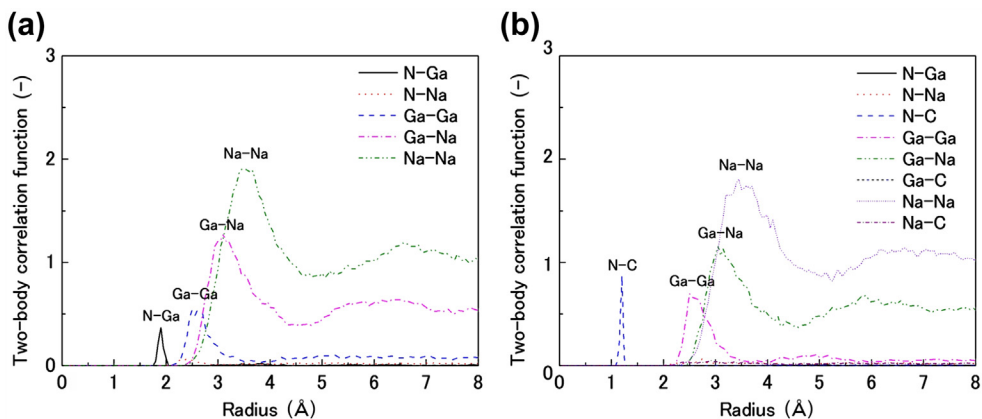 (a)
Two-body correlation function (-)
3
2
1
0
N-Ga
N-Na
Ga-Ga
Ga-Na
Na-Na
Na-Na
Ga-Na
Ga-Ga
N-Ga
0 1 2 3 4 5 6 7 8
Radius (Å)
(b)
Two-body correlation function (-)
3
2
1
0
N-Ga
N-Na
N-C
Ga-Ga
Ga-Na
Ga-C
Na-Na
Na-C
Na-Na
Ga-Na
N-C
Ga-Ga
0 1 2 3 4 5 6 7 8
Radius (Å)